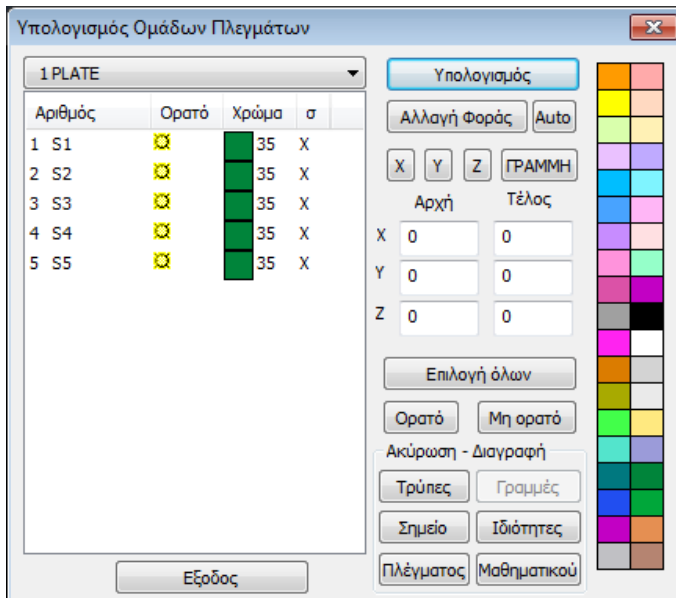 Υπολογισμός Ομάδων Πλεγμάτων
1 PLATE
Αριθμός Ορατό Χρώμα σ
1 S1 35 X
2 S2 35 X
3 S3 35 X
4 S4 35 X
5 S5 35 X
Εξοδος
Υπολογισμός
Αλλαγή Φοράς Auto
X Y Z ΓΡΑΜΜΗ
Αρχή Τέλος
X 0 0
Y 0 0
Z 0 0
Επιλογή όλων
Ορατό Μη ορατό
Ακύρωση - Διαγραφή
Τρύπες Γραμμές
Σημείο Ιδιότητες
Πλέγματος Μαθηματικού